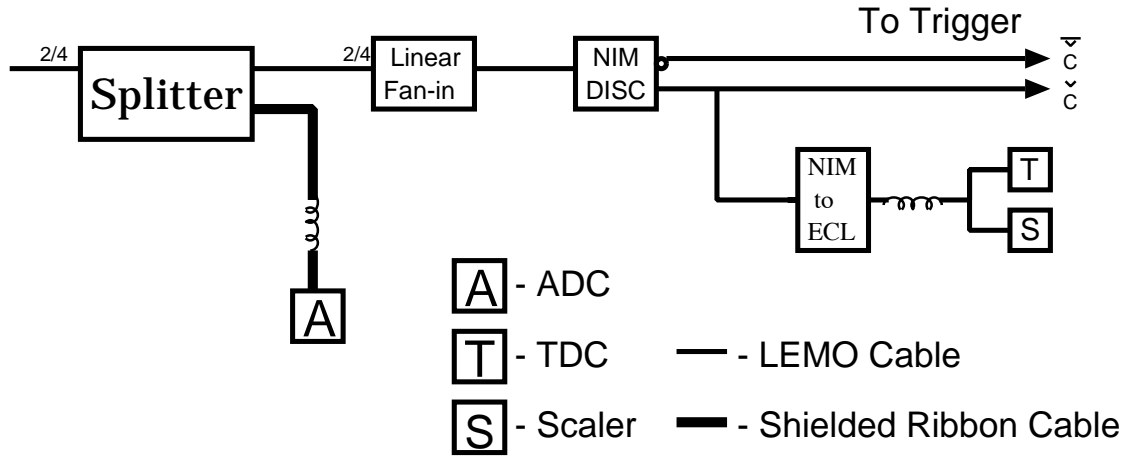 To Trigger
2/4
Splitter
2/4
Linear
Fan-in
NIM
DISC
č̅
č
NIM
to
ECL
T
S
A
A - ADC
T - TDC
S - Scaler
- LEMO Cable
- Shielded Ribbon Cable